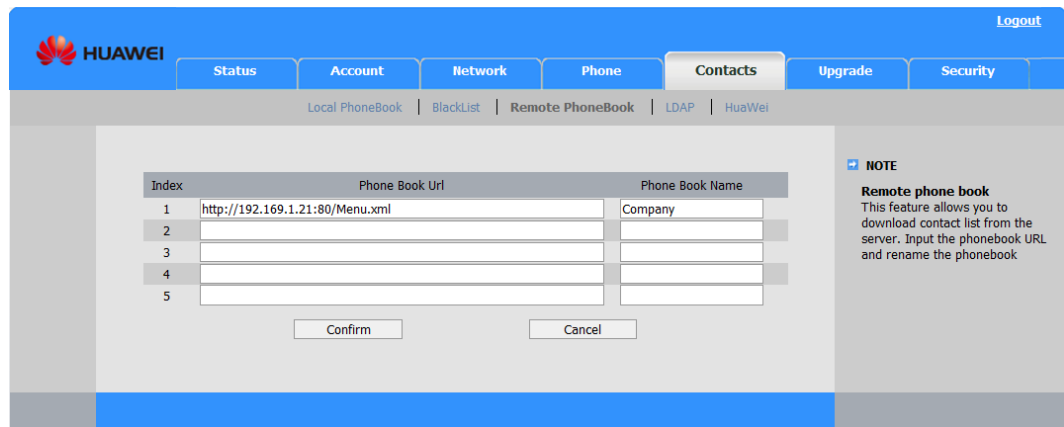 Logout
HUAWEI
Status Account Network Phone Contacts Upgrade Security
Local PhoneBook | BlackList | Remote PhoneBook | LDAP | HuaWei
NOTE
Remote phone book
This feature allows you to
download contact list from the
server. Input the phonebook URL
and rename the phonebook
Index Phone Book Url Phone Book Name
1 http://192.169.1.21:80/Menu.xml Company
2
3
4
5
Confirm Cancel